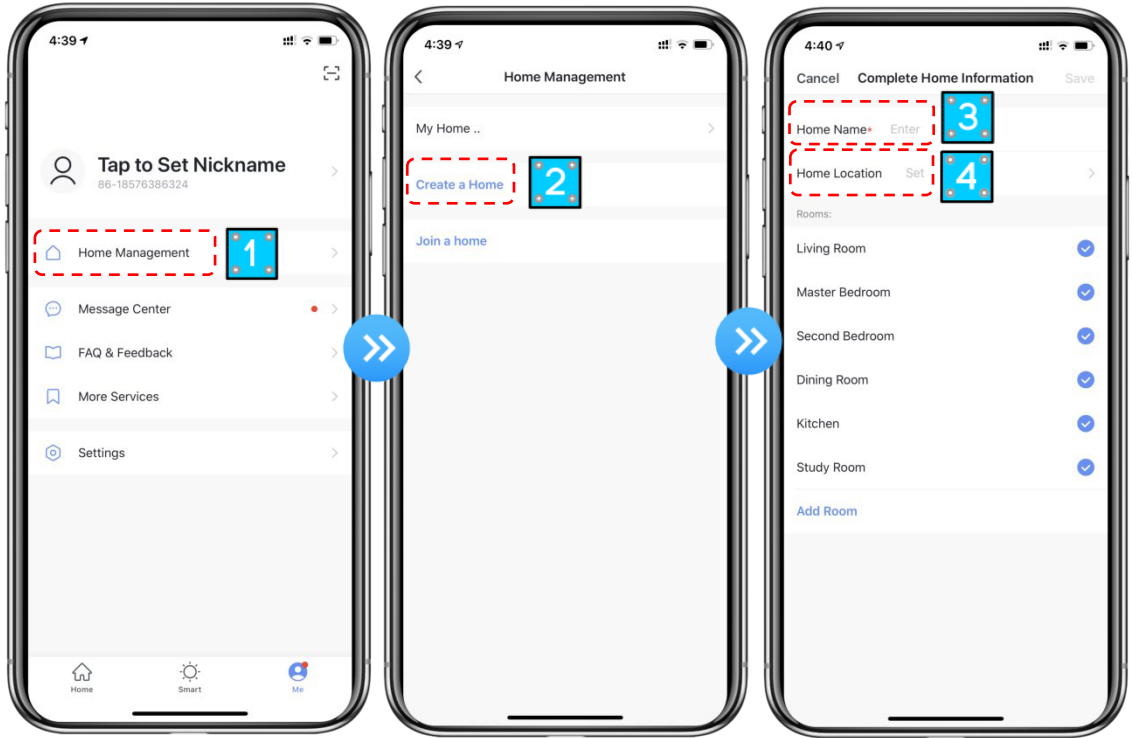 4:39
Tap to Set Nickname
86-18576386324
Home Management
1
Message Center
FAQ & Feedback
More Services
Settings
Home
Smart
Me
4:39
Home Management
My Home ..
Create a Home
2
Join a home
4:40
Cancel Complete Home Information Save
Home Name* Enter
3
Home Location Set
4
Rooms:
Living Room
Master Bedroom
Second Bedroom
Dining Room
Kitchen
Study Room
Add Room